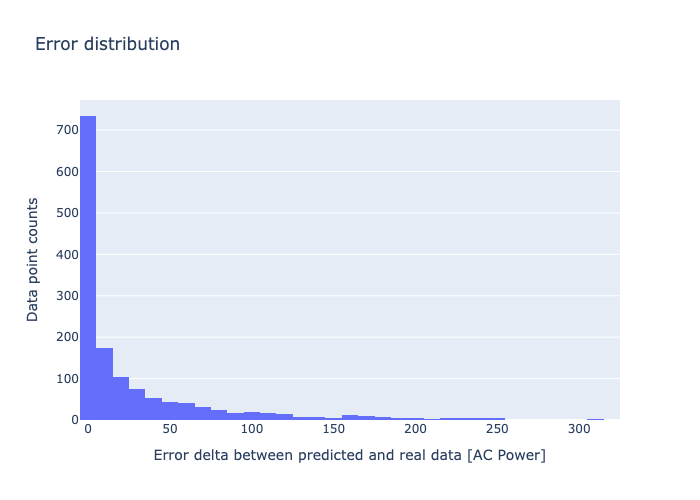 Error distribution
700
600
500
400
300
200
100
0
Data point counts
0 50 100 150 200 250 300
Error delta between predicted and real data [AC Power]